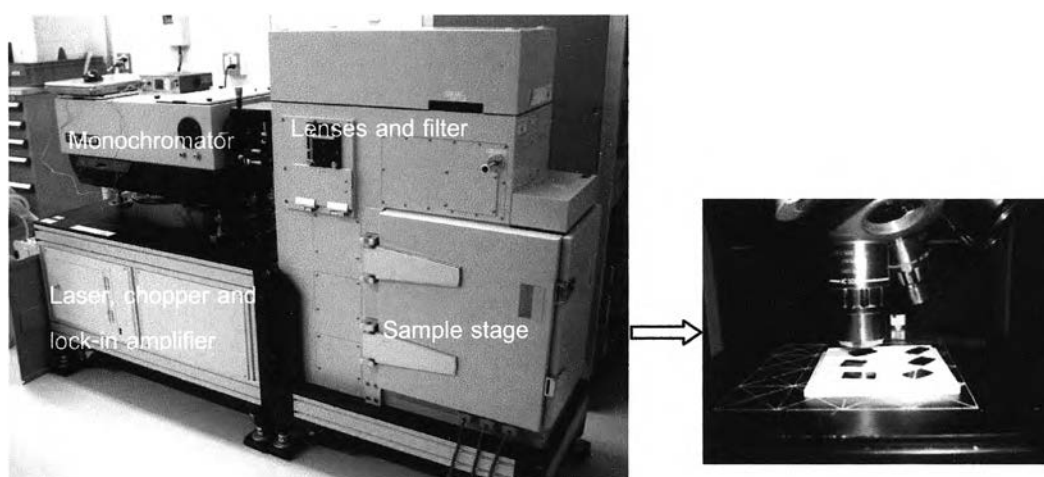 Monochromator
Lenses and filter
Laser, chopper and
lock-in amplifier
Sample stage